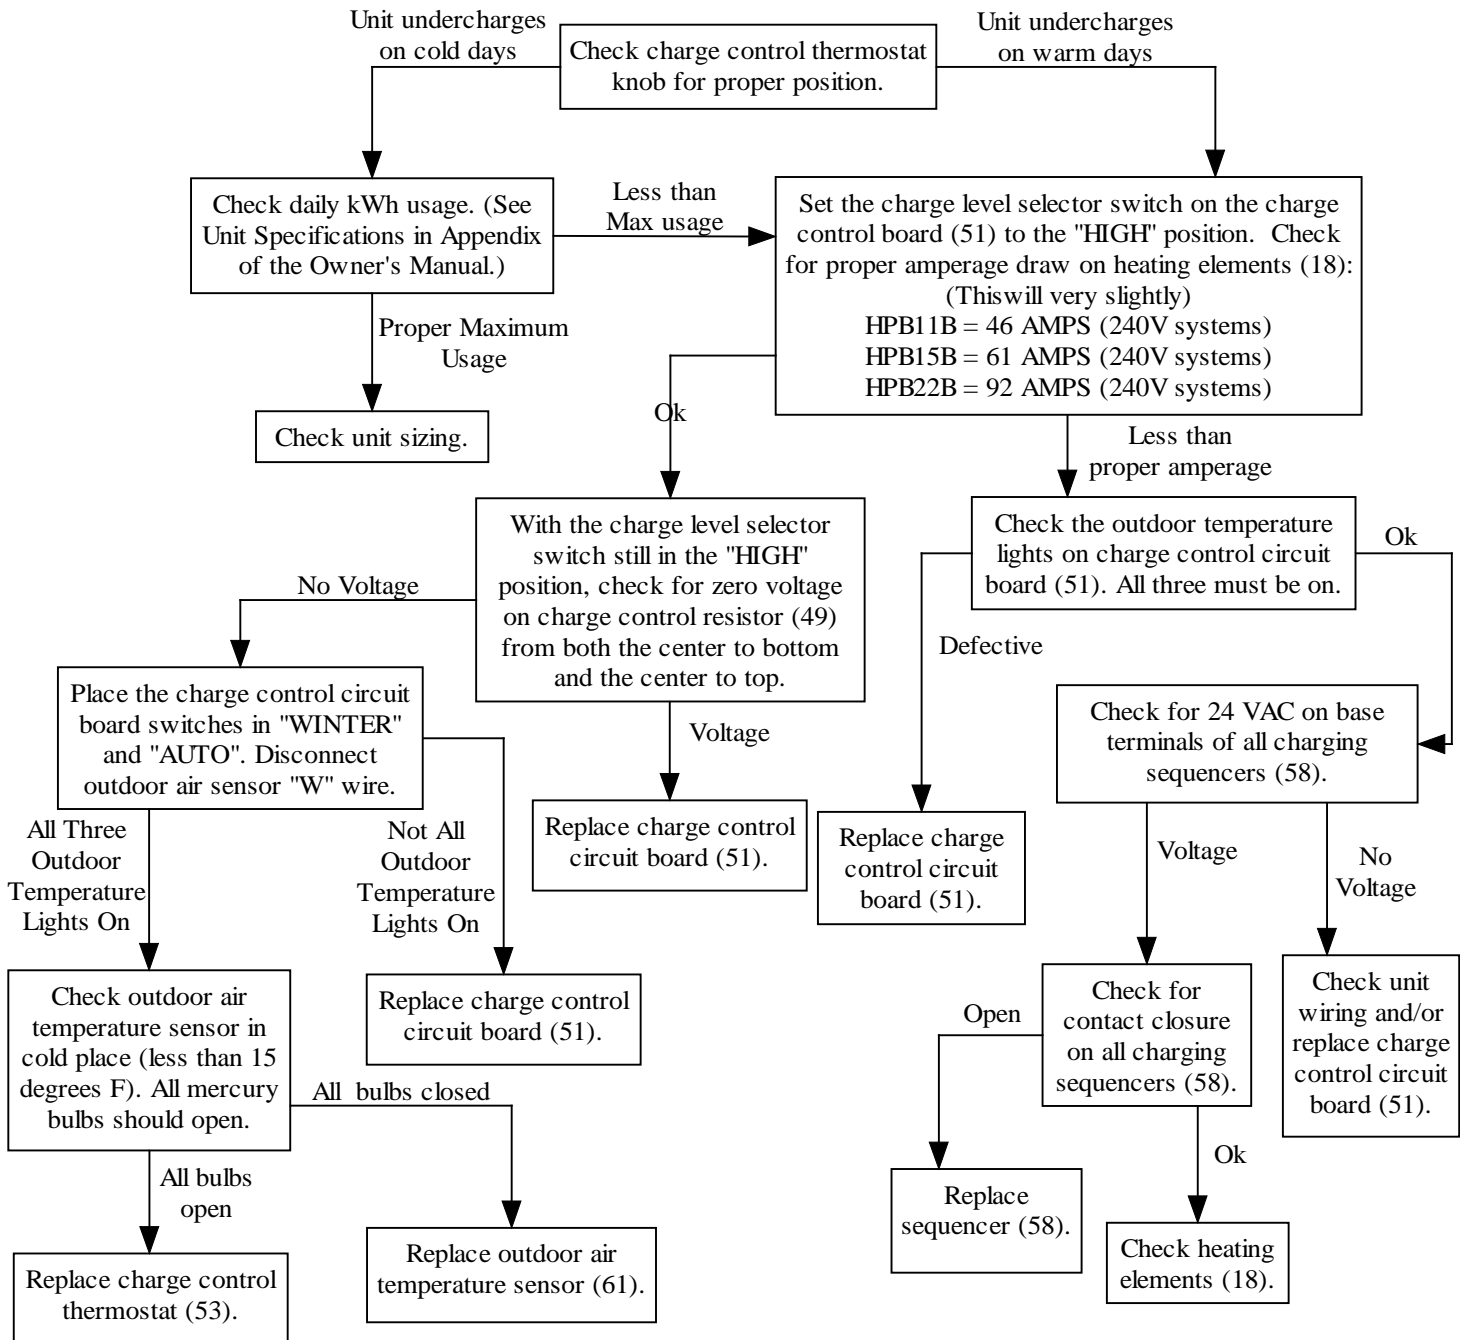 Unit undercharges
on cold days
Check charge control thermostat
knob for proper position.
Unit undercharges
on warm days
Check daily kWh usage. (See
Unit Specifications in Appendix
of the Owner's Manual.)
Less than
Max usage
Set the charge level selector switch on the charge
control board (51) to the "HIGH" position. Check
for proper amperage draw on heating elements (18):
(Thiswill very slightly)
HPB11B = 46 AMPS (240V systems)
HPB15B = 61 AMPS (240V systems)
HPB22B = 92 AMPS (240V systems)
Proper Maximum
Usage
Check unit sizing.
Ok
Less than
proper amperage
With the charge level selector
switch still in the "HIGH"
position, check for zero voltage
on charge control resistor (49)
from both the center to bottom
and the center to top.
Check the outdoor temperature
lights on charge control circuit
board (51). All three must be on.
Ok
No Voltage
Defective
Place the charge control circuit
board switches in "WINTER"
and "AUTO". Disconnect
outdoor air sensor "W" wire.
Voltage
Check for 24 VAC on base
terminals of all charging
sequencers (58).
All Three
Outdoor
Temperature
Lights On
Not All
Outdoor
Temperature
Lights On
Replace charge control
circuit board (51).
Replace charge
control circuit
board (51).
Voltage
No
Voltage
Check outdoor air
temperature sensor in
cold place (less than 15
degrees F). All mercury
bulbs should open.
Replace charge control
circuit board (51).
Open
Check for
contact closure
on all charging
sequencers (58).
Check unit
wiring and/or
replace charge
control circuit
board (51).
All bulbs closed
All bulbs
open
Ok
Replace
sequencer (58).
Replace charge control
thermostat (53).
Replace outdoor air
temperature sensor (61).
Check heating
elements (18).